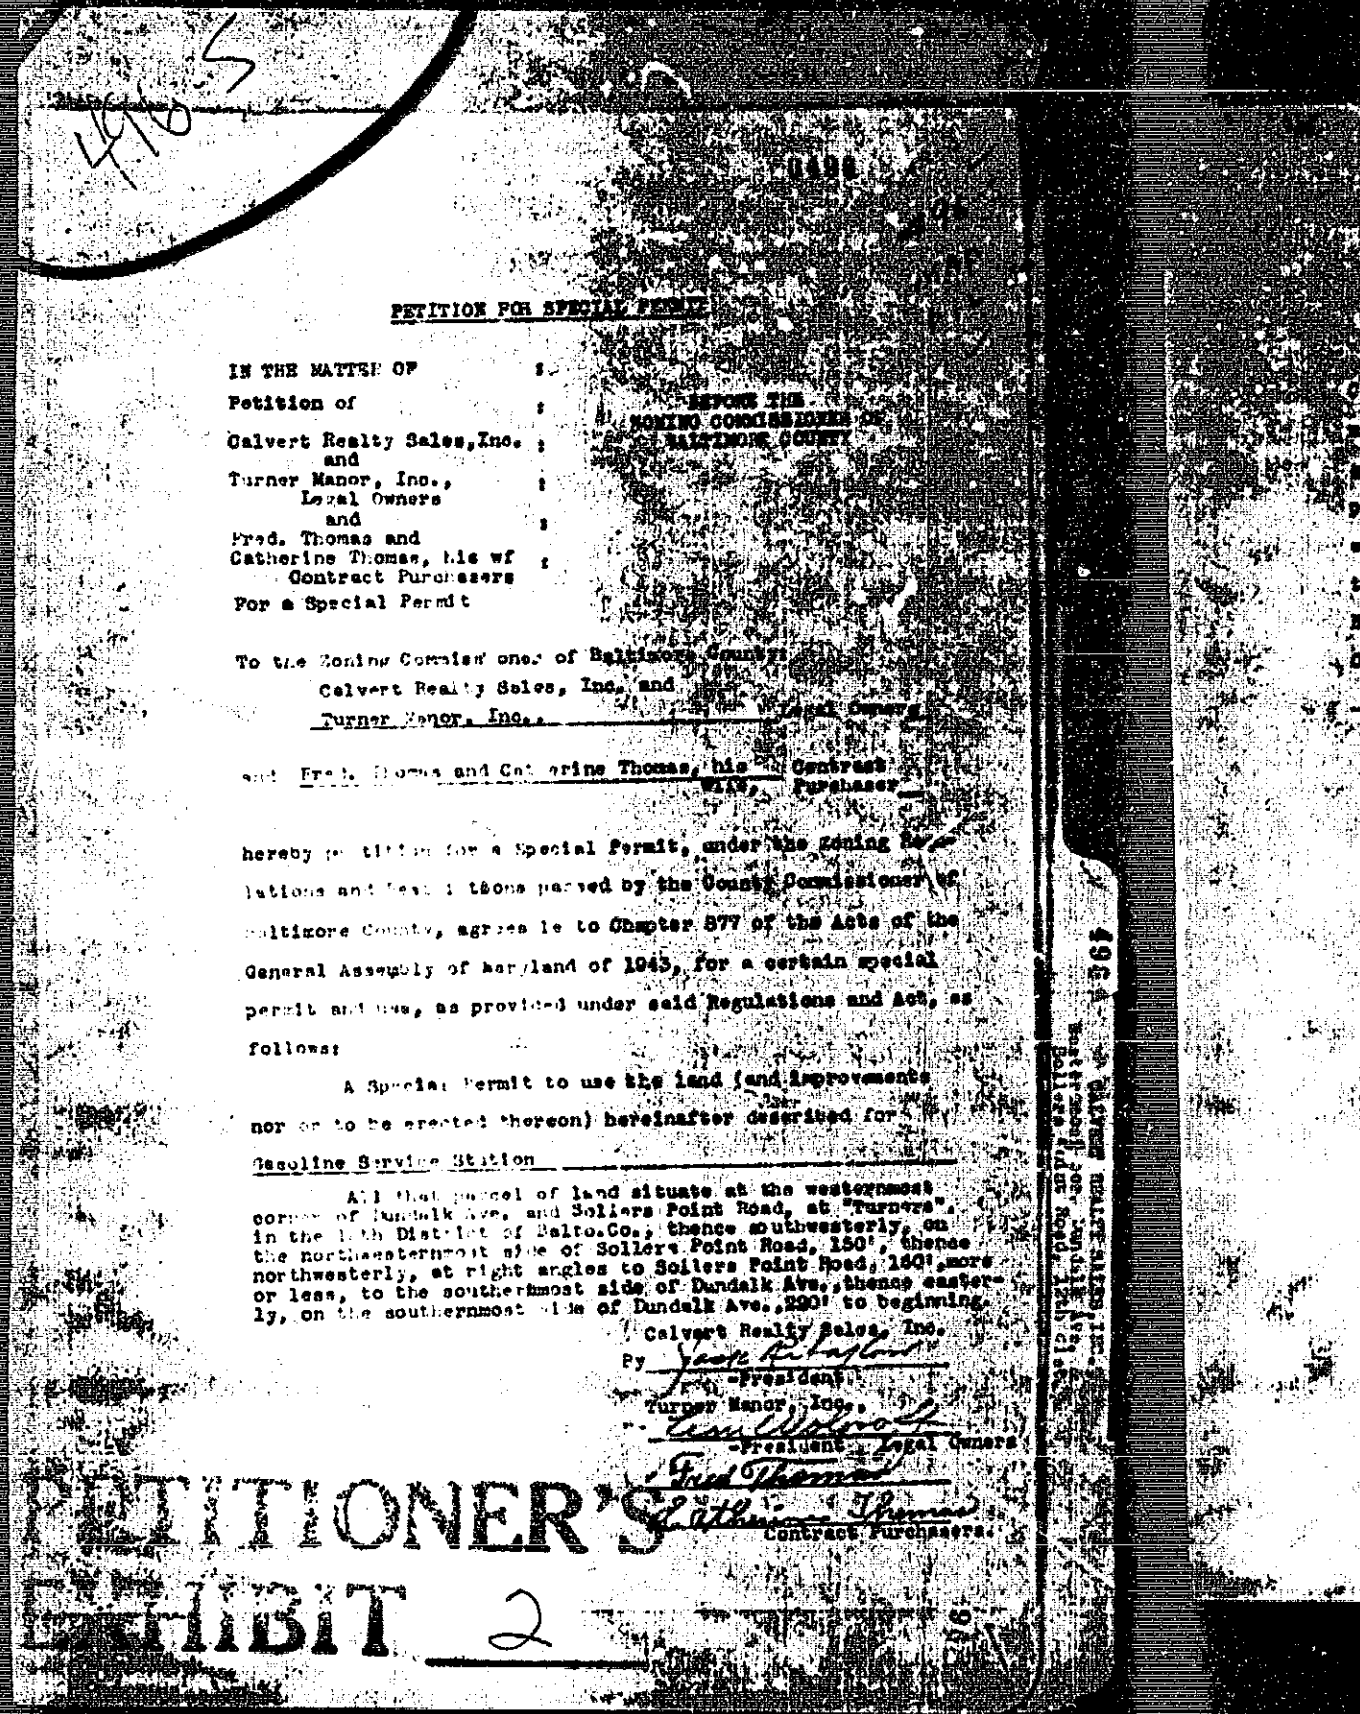 496-S
PETITION FOR SPECIAL PERMIT
IN THE MATTER OF :
Petition of :
Calvert Realty Sales,Inc. :
and
Turner Manor, Inc., :
Legal Owners
and :
Fred. Thomas and
Catherine Thomas, his wf :
Contract Purchasers
For a Special Permit
BEFORE THE
ZONING COMMISSIONER OF
BALTIMORE COUNTY
To the Zoning Commissioner of Baltimore County:
Calvert Realty Sales, Inc. and
Turner Manor, Inc., Legal Owners
and Fred. Thomas and Catherine Thomas, his Contract
wife, Purchaser
hereby petition for a Special Permit, under the Zoning Regu-
lations and Restrictions passed by the County Commissioner of
Baltimore County, agreeable to Chapter 877 of the Acts of the
General Assembly of Maryland of 1943, for a certain special
permit and use, as provided under said Regulations and Act, as
follows:
A Special Permit to use the land (and improvements
nor or to be erected thereon) hereinafter described for
Gasoline Service Station
All that parcel of land situate at the westernmost
corner of Dundalk Ave. and Sollers Point Road, at "Turners".
in the 12th District of Balto.Co., thence southwesterly, on
the northwesternmost side of Sollers Point Road, 150', thence
northwesterly, at right angles to Sollers Point Road, 160',more
or less, to the southernmost side of Dundalk Ave.,thence easter-
ly, on the southernmost side of Dundalk Ave.,220' to beginning.
Calvert Realty Sales, Inc.
By
-President.
Turner Manor, Inc.,
-President Legal Owners
Fred Thomas
Catherine Thomas
Contract Purchasers.
PETITIONER'S
EXHIBIT 2